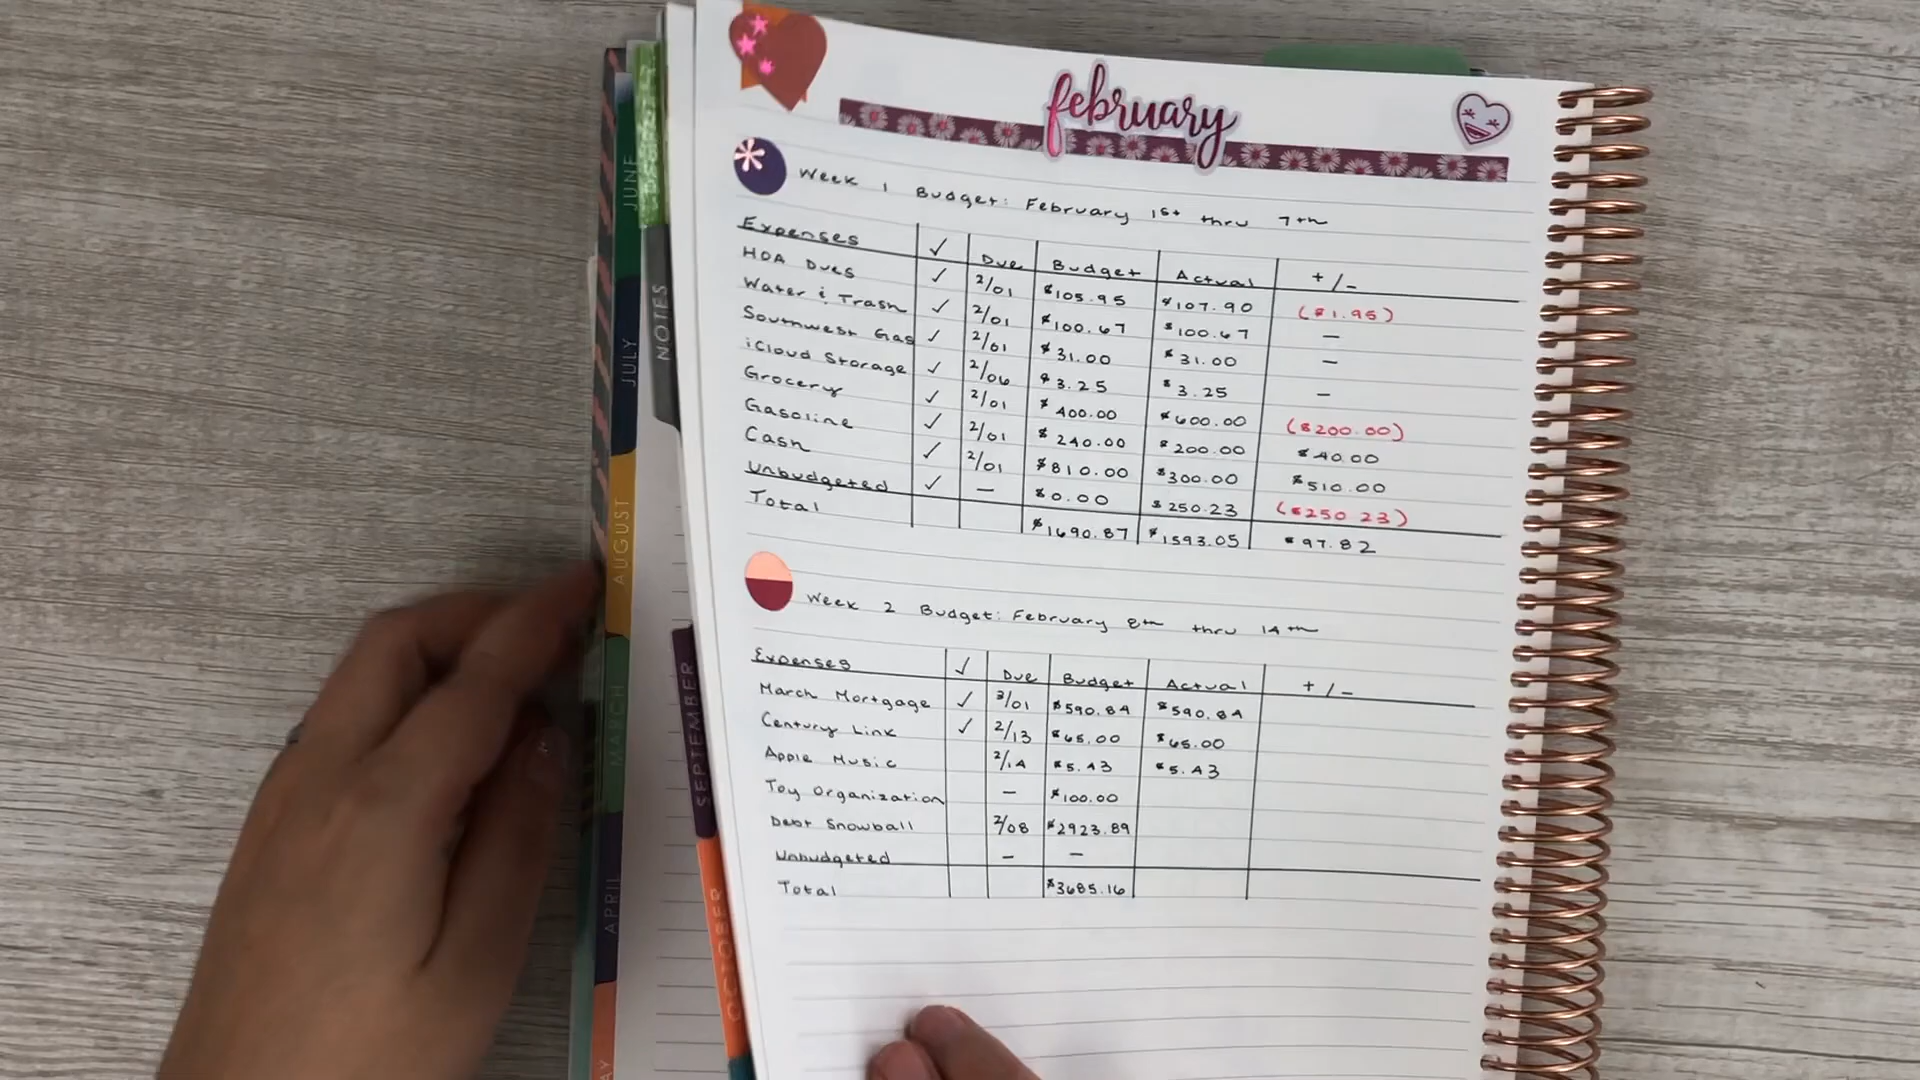 february
Week 1 Budget: February 1st thru 7th
Expenses ✓ Due Budget Actual +/-
HOA Dues ✓ 2/01 $105.95 $107.90 ($1.95)
Water & Trash ✓ 2/01 $100.67 $100.67 —
Southwest Gas ✓ 2/01 $31.00 $31.00 —
iCloud Storage ✓ 2/06 $3.25 $3.25 —
Grocery ✓ 2/01 $400.00 $600.00 ($200.00)
Gasoline ✓ 2/01 $240.00 $200.00 $40.00
Cash ✓ 2/01 $810.00 $300.00 $510.00
Unbudgeted ✓ — $0.00 $250.23 ($250.23)
Total $1690.87 $1593.05 $97.82
Week 2 Budget: February 8th thru 14th
Expenses ✓ Due Budget Actual +/-
March Mortgage ✓ 3/01 $590.84 $590.84
Century Link ✓ 2/13 $65.00 $65.00
Apple Music 2/14 $5.43 $5.43
Toy Organization — $100.00
Debt Snowball 2/08 $2923.89
Unbudgeted — —
Total $3685.16
JUNE
JULY
AUGUST
MARCH
APRIL
NOTES
SEPTEMBER
OCTOBER